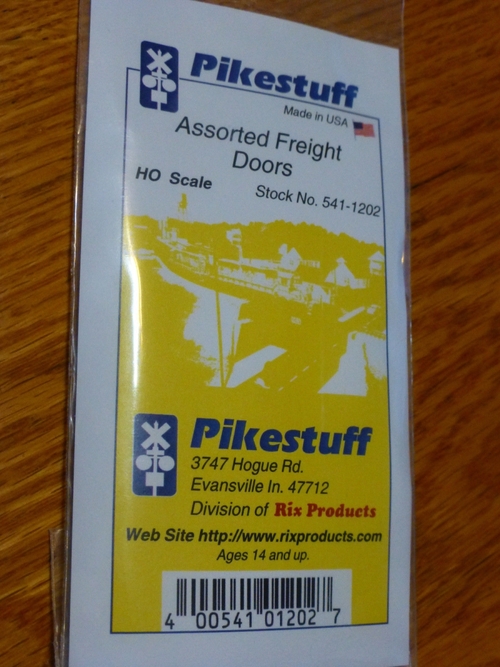 Pikestuff
Made in USA
Assorted Freight
Doors
HO Scale
Stock No. 541-1202
Pikestuff
3747 Hogue Rd.
Evansville In. 47712
Division of Rix Products
Web Site http://www.rixproducts.com
Ages 14 and up.
4 00541 01202 7